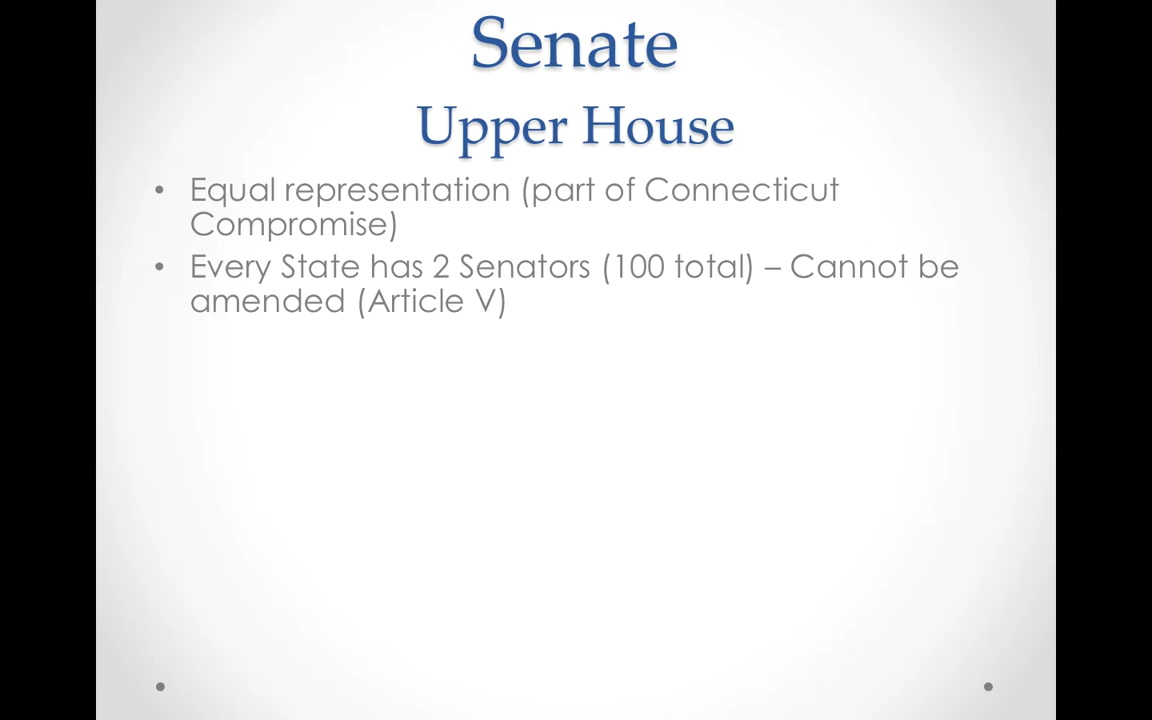 Senate
Upper House
• Equal representation (part of Connecticut
Compromise)
• Every State has 2 Senators (100 total) – Cannot be
amended (Article V)